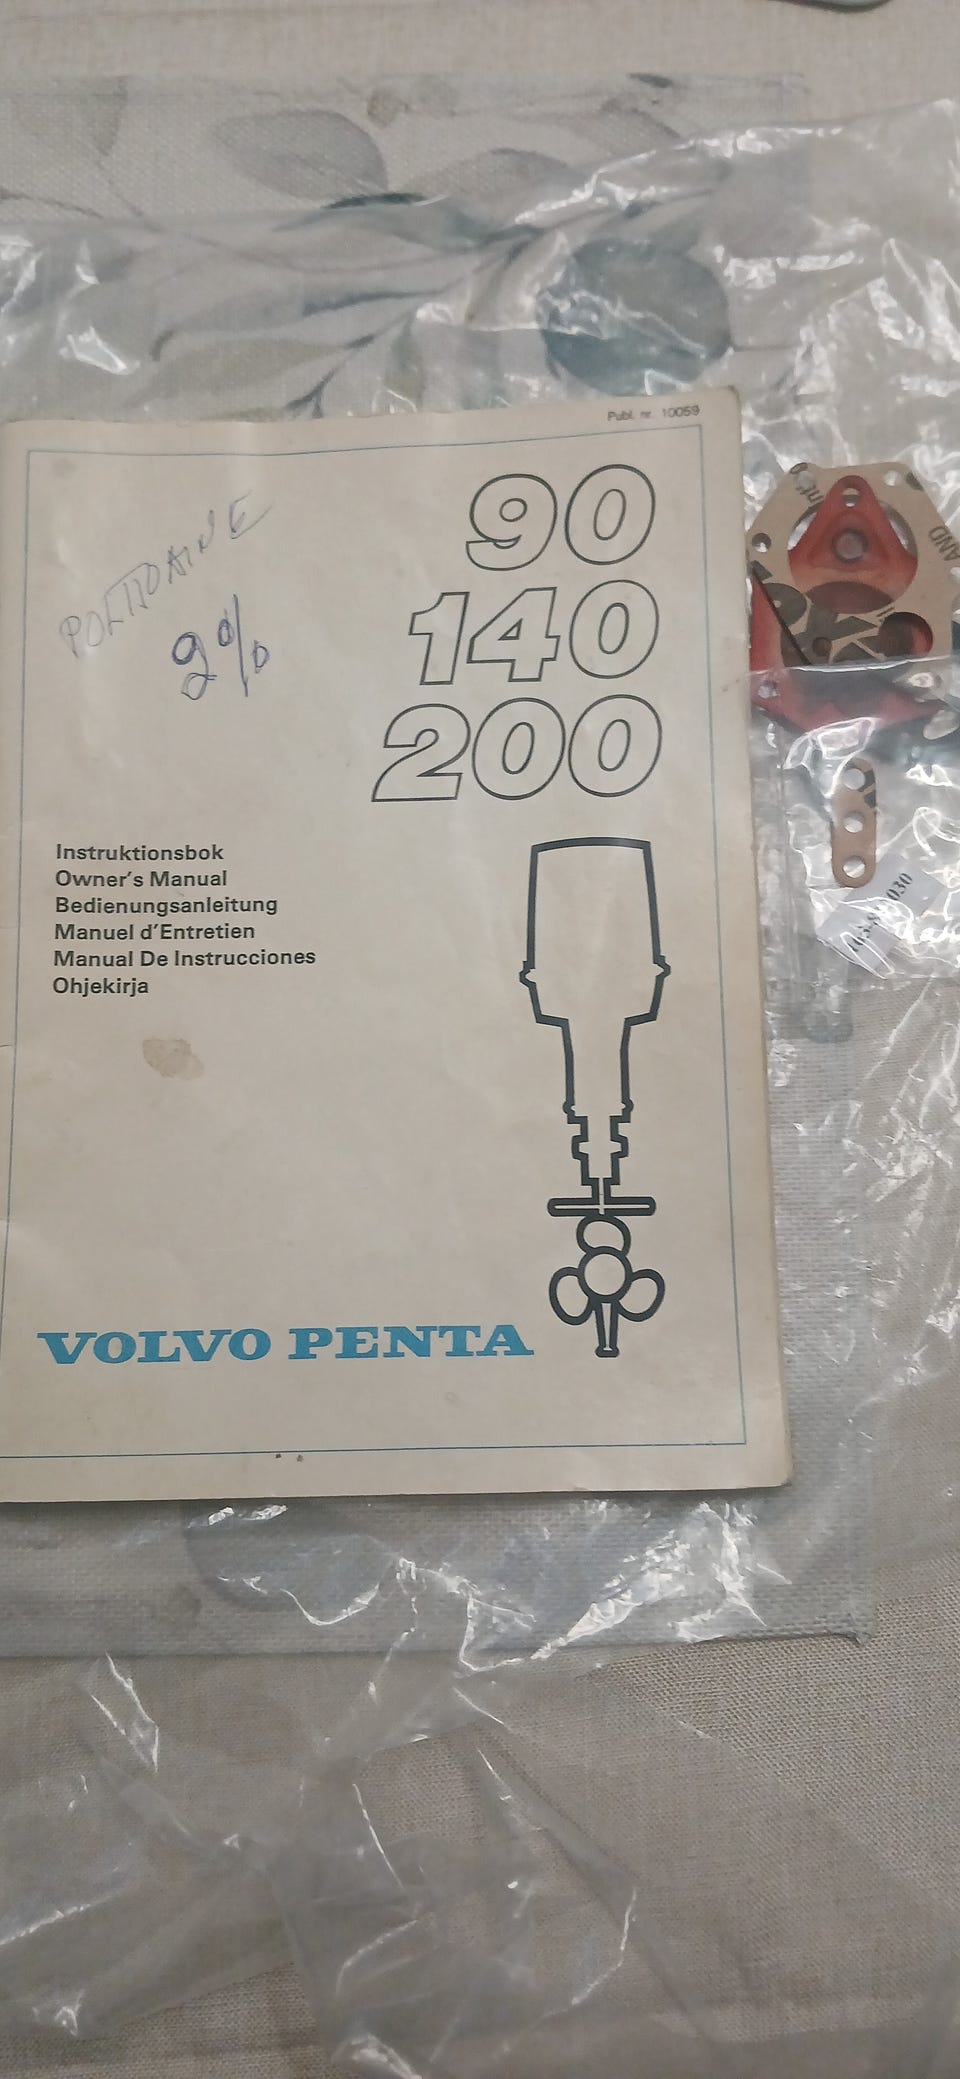 Publ. nr. 10059
90
140
200
POLTTOAINE
2%
Instruktionsbok
Owner's Manual
Bedienungsanleitung
Manuel d'Entretien
Manual De Instrucciones
Ohjekirja
VOLVO PENTA
AND